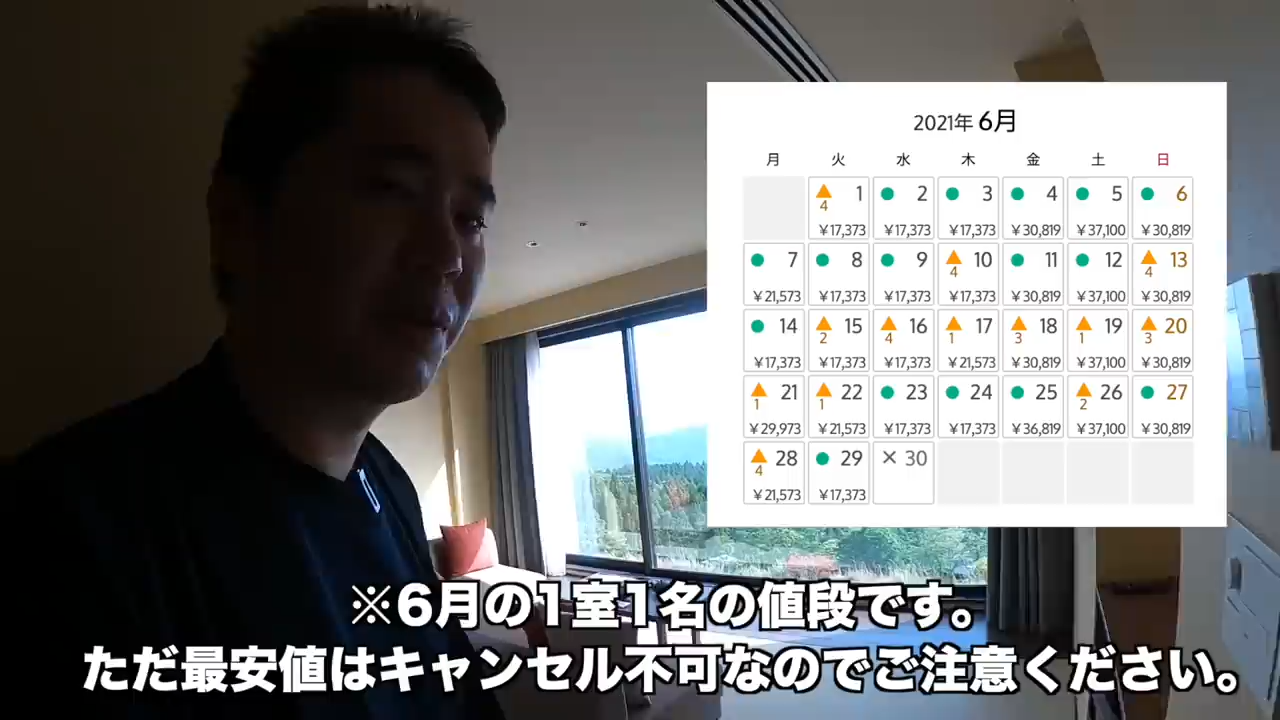 2021年 6月
月 火 水 木 金 土 日
▲4 1 ● 2 ● 3 ● 4 ● 5 ● 6
¥17,373 ¥17,373 ¥17,373 ¥30,819 ¥37,100 ¥30,819
● 7 ● 8 ● 9 ▲4 10 ● 11 ● 12 ▲4 13
¥21,573 ¥17,373 ¥17,373 ¥17,373 ¥30,819 ¥37,100 ¥30,819
● 14 ▲2 15 ▲4 16 ▲1 17 ▲3 18 ▲1 19 ▲3 20
¥17,373 ¥17,373 ¥17,373 ¥21,573 ¥30,819 ¥37,100 ¥30,819
▲1 21 ▲1 22 ● 23 ● 24 ● 25 ▲2 26 ● 27
¥29,973 ¥21,573 ¥17,373 ¥17,373 ¥36,819 ¥37,100 ¥30,819
▲4 28 ● 29 × 30
¥21,573 ¥17,373
※6月の1室1名の値段です。
ただ最安値はキャンセル不可なのでご注意ください。